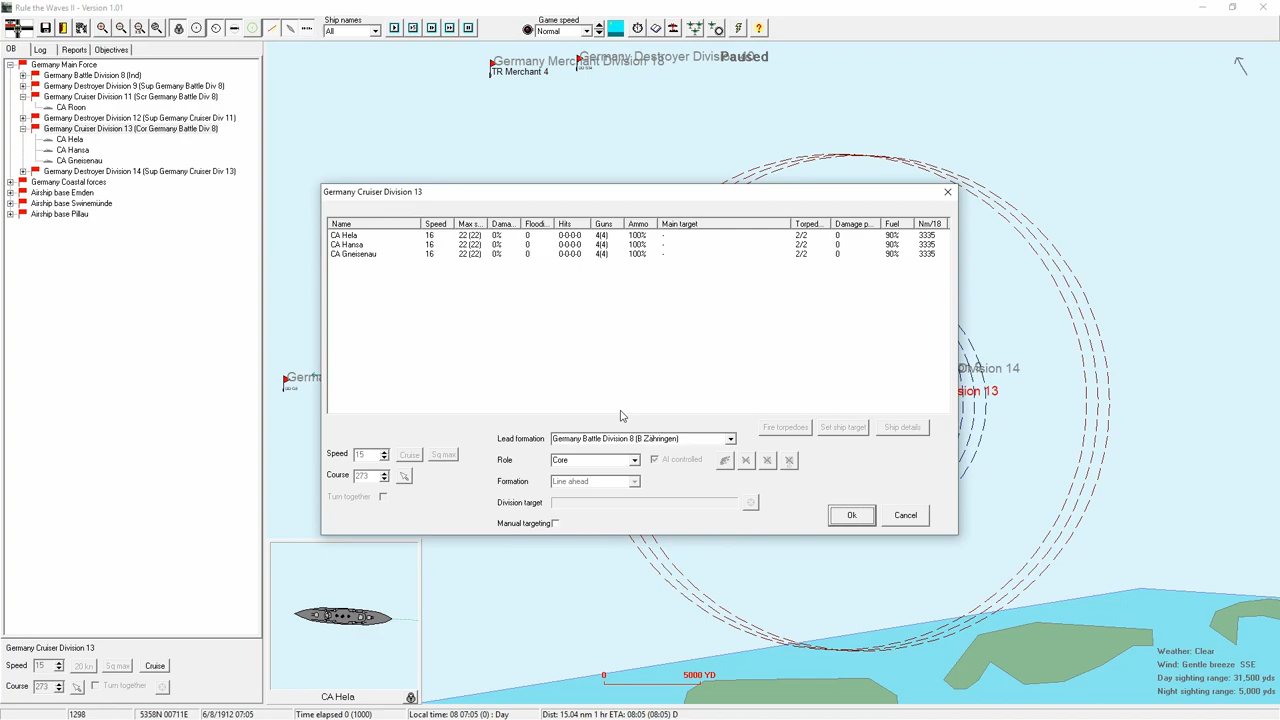 Rule the Waves II - Version 1.01
Ship names
All
Game speed
Normal
OB
Log
Reports
Objectives
Germany Main Force
Germany Battle Division 8 (Ind)
Germany Destroyer Division 9 (Sup Germany Battle Div 8)
Germany Cruiser Division 11 (Scr Germany Battle Div 8)
CA Roon
Germany Destroyer Division 12 (Sup Germany Cruiser Div 11)
Germany Cruiser Division 13 (Cor Germany Battle Div 8)
CA Hela
CA Hansa
CA Gneisenau
Germany Destroyer Division 14 (Sup Germany Cruiser Div 13)
Germany Coastal forces
Airship base Emden
Airship base Swinemünde
Airship base Pillau
Germany Merchant Division 18
Germany Destroyer Divis
Paused
TR Merchant 4
Germ
Division 14
sion 13
Germany Cruiser Division 13
Name Speed Max s... Dama... Floodi... Hits Guns Ammo Main target Torped... Damage p... Fuel Nm/18
CA Hela 16 22 (22) 0% 0 0-0-0-0 4(4) 100% - 2/2 0 90% 3335
CA Hansa 16 22 (22) 0% 0 0-0-0-0 4(4) 100% - 2/2 0 90% 3335
CA Gneisenau 16 22 (22) 0% 0 0-0-0-0 4(4) 100% - 2/2 0 90% 3335
Fire torpedoes
Set ship target
Ship details
Lead formation Germany Battle Division 8 (B Zähringen)
Speed 15 Cruise Sq max
Role Core
AI controlled
Course 273
Formation Line ahead
Turn together
Division target
Manual targeting
Ok
Cancel
CA Hela
5000 YD
0
Weather: Clear
Wind: Gentle breeze SSE
Day sighting range: 31,500 yds
Night sighting range: 5,000 yds
Germany Cruiser Division 13
Speed 15 20 kn Sq max Cruise
Course 273 Turn together
1298
5358N 00711E
6/8/1912 07:05
Time elapsed 0 (1000)
Local time: 08 07:05 (0) : Day
Dist: 15.04 nm 1 hr ETA: 08:05 (08:05) D